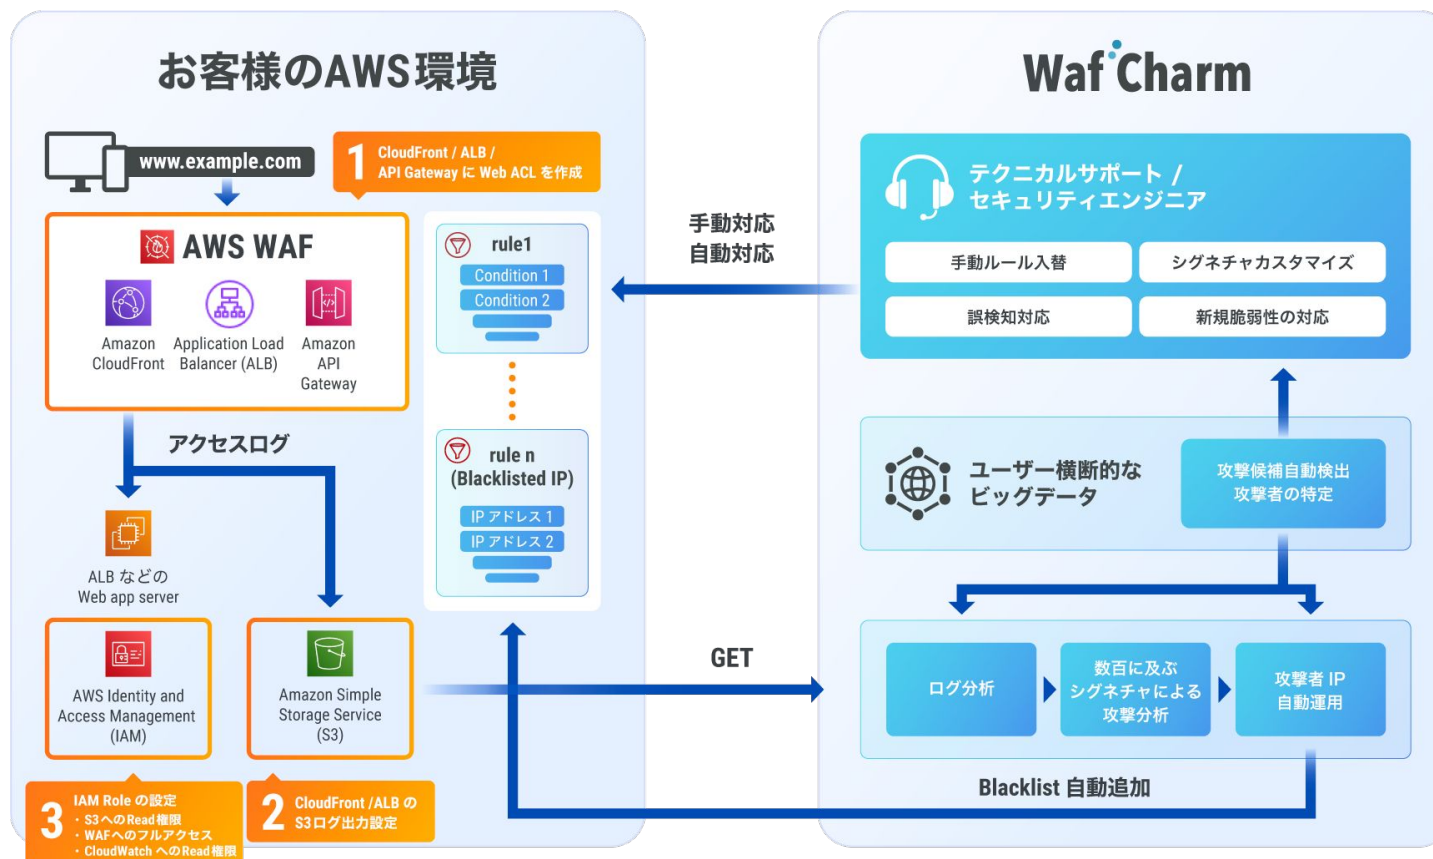 お客様のAWS環境
www.example.com
1
CloudFront / ALB /
API Gateway に Web ACL を作成
AWS WAF
Amazon
CloudFront
Application Load
Balancer (ALB)
Amazon
API
Gateway
アクセスログ
ALB などの
Web app server
AWS Identity and
Access Management
(IAM)
Amazon Simple
Storage Service
(S3)
3
IAM Role の設定
・S3へのRead権限
・WAFへのフルアクセス
・CloudWatch へのRead権限
2
CloudFront /ALB の
S3ログ出力設定
rule1
Condition 1
Condition 2
rule n
(Blacklisted IP)
IP アドレス 1
IP アドレス 2
手動対応
自動対応
GET
Blacklist 自動追加
Waf Charm
テクニカルサポート /
セキュリティエンジニア
手動ルール入替
シグネチャカスタマイズ
誤検知対応
新規脆弱性の対応
ユーザー横断的な
ビッグデータ
攻撃候補自動検出
攻撃者の特定
ログ分析
数百に及ぶ
シグネチャによる
攻撃分析
攻撃者 IP
自動運用